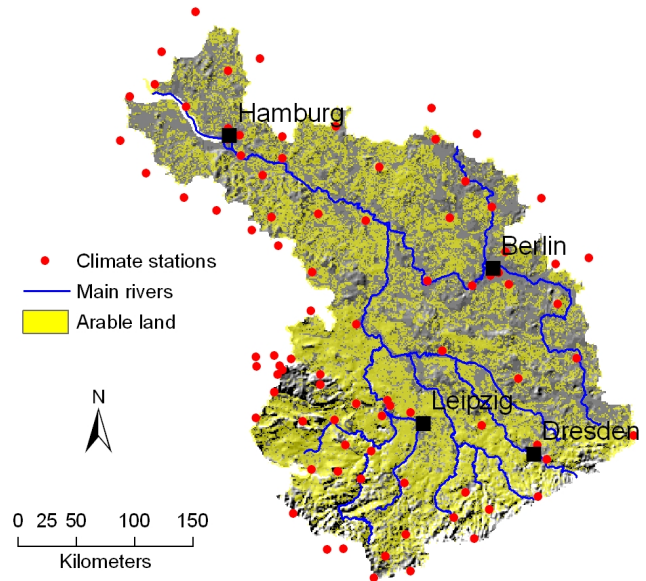 Hamburg
Berlin
Climate stations
Main rivers
Arable land
Leipzig
N
Dresden
0 25 50 100 150
Kilometers